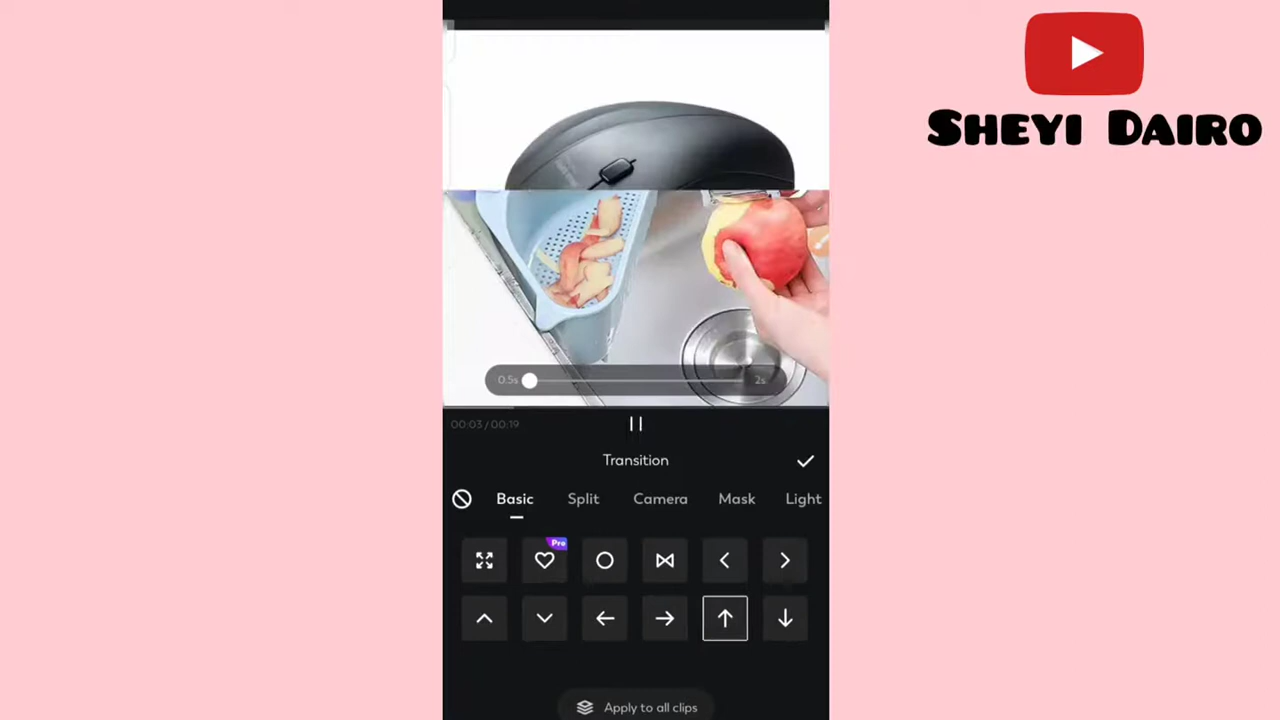 SHEYI DAIRO
0.5s
2s
00:03 / 00:19
Transition
Basic Split Camera Mask Light
Pro
Apply to all clips